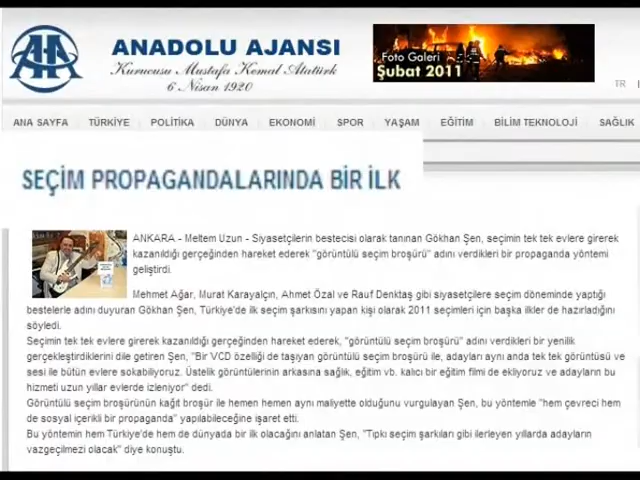 ANADOLU AJANSI
Kurucusu Mustafa Kemal Atatürk
6 Nisan 1920
Foto Galeri
Şubat 2011
TR
ANA SAYFA TÜRKİYE POLİTİKA DÜNYA EKONOMİ SPOR YAŞAM EĞİTİM BİLİM TEKNOLOJİ SAĞLIK
SEÇİM PROPAGANDALARINDA BİR İLK
ANKARA - Meltem Uzun - Siyasetçilerin bestecisi olarak tanınan Gökhan Şen, seçimin tek tek evlere girerek
kazanıldığı gerçeğinden hareket ederek "görüntülü seçim broşürü" adını verdikleri bir propaganda yöntemi
geliştirdi.
Mehmet Ağar, Murat Karayalçın, Ahmet Özal ve Rauf Denktaş gibi siyasetçilere seçim döneminde yaptığı
bestelerle adını duyuran Gökhan Şen, Türkiye'de ilk seçim şarkısını yapan kişi olarak 2011 seçimleri için başka ilkler de hazırladığını
söyledi.
Seçimin tek tek evlere girerek kazanıldığı gerçeğinden hareket ederek, "görüntülü seçim broşürü" adını verdikleri bir yenilik
gerçekleştirdiklerini dile getiren Şen, "Bir VCD özelliği de taşıyan görüntülü seçim broşürü ile, adayları aynı anda tek tek görüntüsü ve
sesi ile bütün evlere sokabiliyoruz. Üstelik görüntülerinin arkasına sağlık, eğitim vb. kalıcı bir eğitim filmi de ekliyoruz ve adayların bu
hizmeti uzun yıllar evlerde izleniyor" dedi.
Görüntülü seçim broşürünün kağıt broşür ile hemen hemen aynı maliyette olduğunu vurgulayan Şen, bu yöntemle "hem çevreci hem
de sosyal içerikli bir propaganda" yapılabileceğine işaret etti.
Bu yöntemin hem Türkiye'de hem de dünyada bir ilk olacağını anlatan Şen, "Tıpkı seçim şarkıları gibi ilerleyen yıllarda adayların
vazgeçilmezi olacak" diye konuştu.